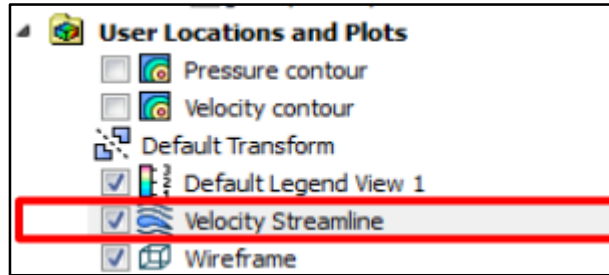 User Locations and Plots
Pressure contour
Velocity contour
Default Transform
Default Legend View 1
Velocity Streamline
Wireframe